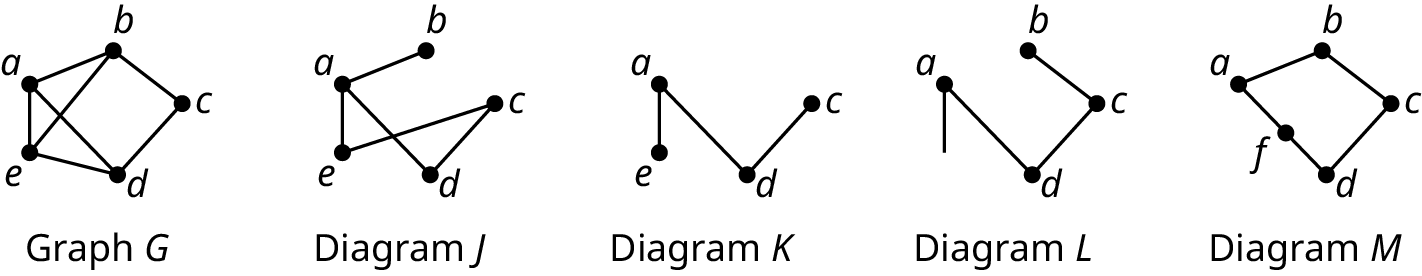 b b b b
a a a a
c c c c c
e e e f
d d d d d
Graph G Diagram J Diagram K Diagram L Diagram M